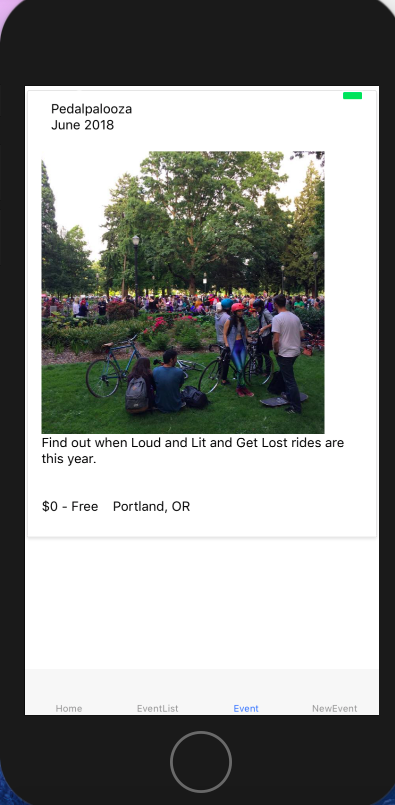 Pedalpalooza
June 2018
Find out when Loud and Lit and Get Lost rides are
this year.
$0 - Free Portland, OR
Home EventList Event NewEvent